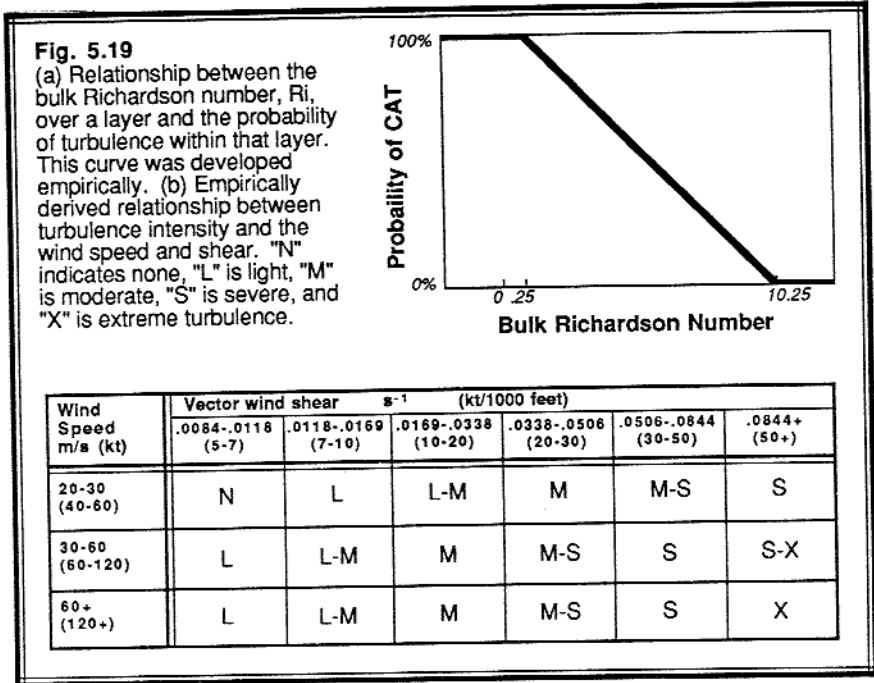 Fig. 5.19
(a) Relationship between the
bulk Richardson number, Ri,
over a layer and the probability
of turbulence within that layer.
This curve was developed
empirically. (b) Empirically
derived relationship between
turbulence intensity and the
wind speed and shear. "N"
indicates none, "L" is light, "M"
is moderate, "S" is severe, and
"X" is extreme turbulence.
100%
Probaility of CAT
0%
0 .25 10.25
Bulk Richardson Number
Wind Speed m/s (kt)
Vector wind shear s-1 (kt/1000 feet)
.0084-.0118 .0118-.0169 .0169-.0338 .0338-.0506 .0506-.0844 .0844+
(5-7) (7-10) (10-20) (20-30) (30-50) (50+)
20-30 (40-60) N L L-M M M-S S
30-60 (60-120) L L-M M M-S S S-X
60+ (120+) L L-M M M-S S X